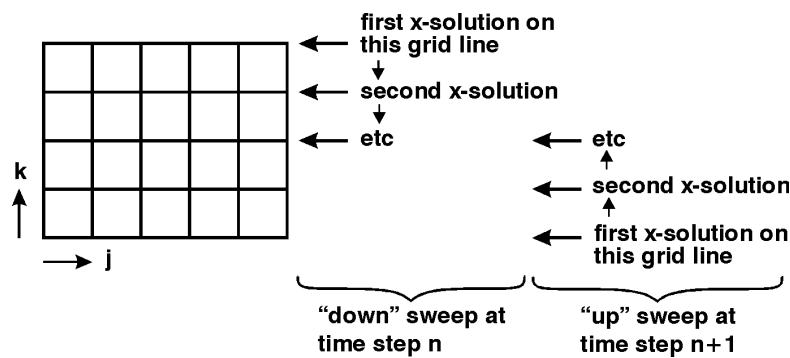 first x-solution on
this grid line
second x-solution
etc
etc
second x-solution
first x-solution on
this grid line
k
j
“down” sweep at
time step n
“up” sweep at
time step n+1